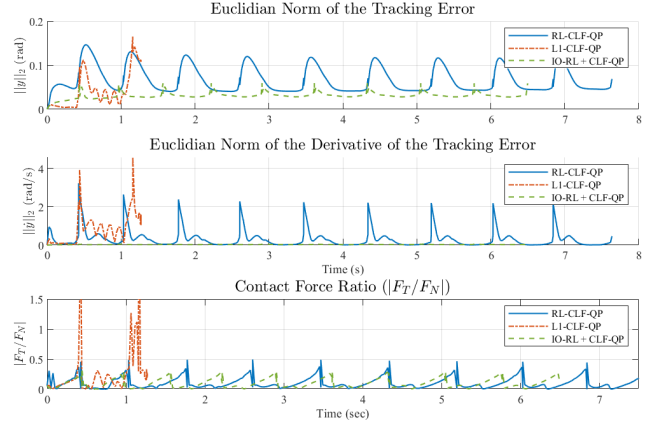 Euclidian Norm of the Tracking Error
||y||2 (rad)
0.2
0.1
0
RL-CLF-QP
L1-CLF-QP
IO-RL + CLF-QP
0 1 2 3 4 5 6 7 8
Euclidian Norm of the Derivative of the Tracking Error
||ẏ||2 (rad/s)
4
2
0
RL-CLF-QP
L1-CLF-QP
IO-RL + CLF-QP
0 1 2 3 4 5 6 7 8
Time (s)
Contact Force Ratio (|F_T/F_N|)
|F_T/F_N|
1.5
1
0.5
0
RL-CLF-QP
L1-CLF-QP
IO-RL + CLF-QP
0 1 2 3 4 5 6 7
Time (sec)